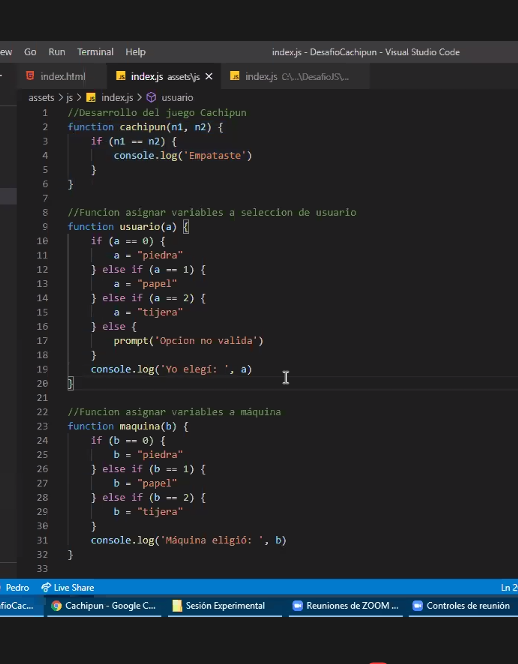 ew Go Run Terminal Help index.js - DesafioCachipun - Visual Studio Code
index.html index.js assets\js index.js C:\...\DesafioJS\...
assets > js > index.js > usuario
1 //Desarrollo del juego Cachipun
2 function cachipun(n1, n2) {
3 if (n1 == n2) {
4 console.log('Empataste')
5 }
6 }
7
8 //Funcion asignar variables a seleccion de usuario
9 function usuario(a) {
10 if (a == 0) {
11 a = "piedra"
12 } else if (a == 1) {
13 a = "papel"
14 } else if (a == 2) {
15 a = "tijera"
16 } else {
17 prompt('Opcion no valida')
18 }
19 console.log('Yo elegí: ', a)
20 }
21
22 //Funcion asignar variables a máquina
23 function maquina(b) {
24 if (b == 0) {
25 b = "piedra"
26 } else if (b == 1) {
27 b = "papel"
28 } else if (b == 2) {
29 b = "tijera"
30 }
31 console.log('Máquina eligió: ', b)
32 }
33
Pedro Live Share Ln 2
afioCac... Cachipun - Google C... Sesión Experimental Reuniones de ZOOM ... Controles de reunión